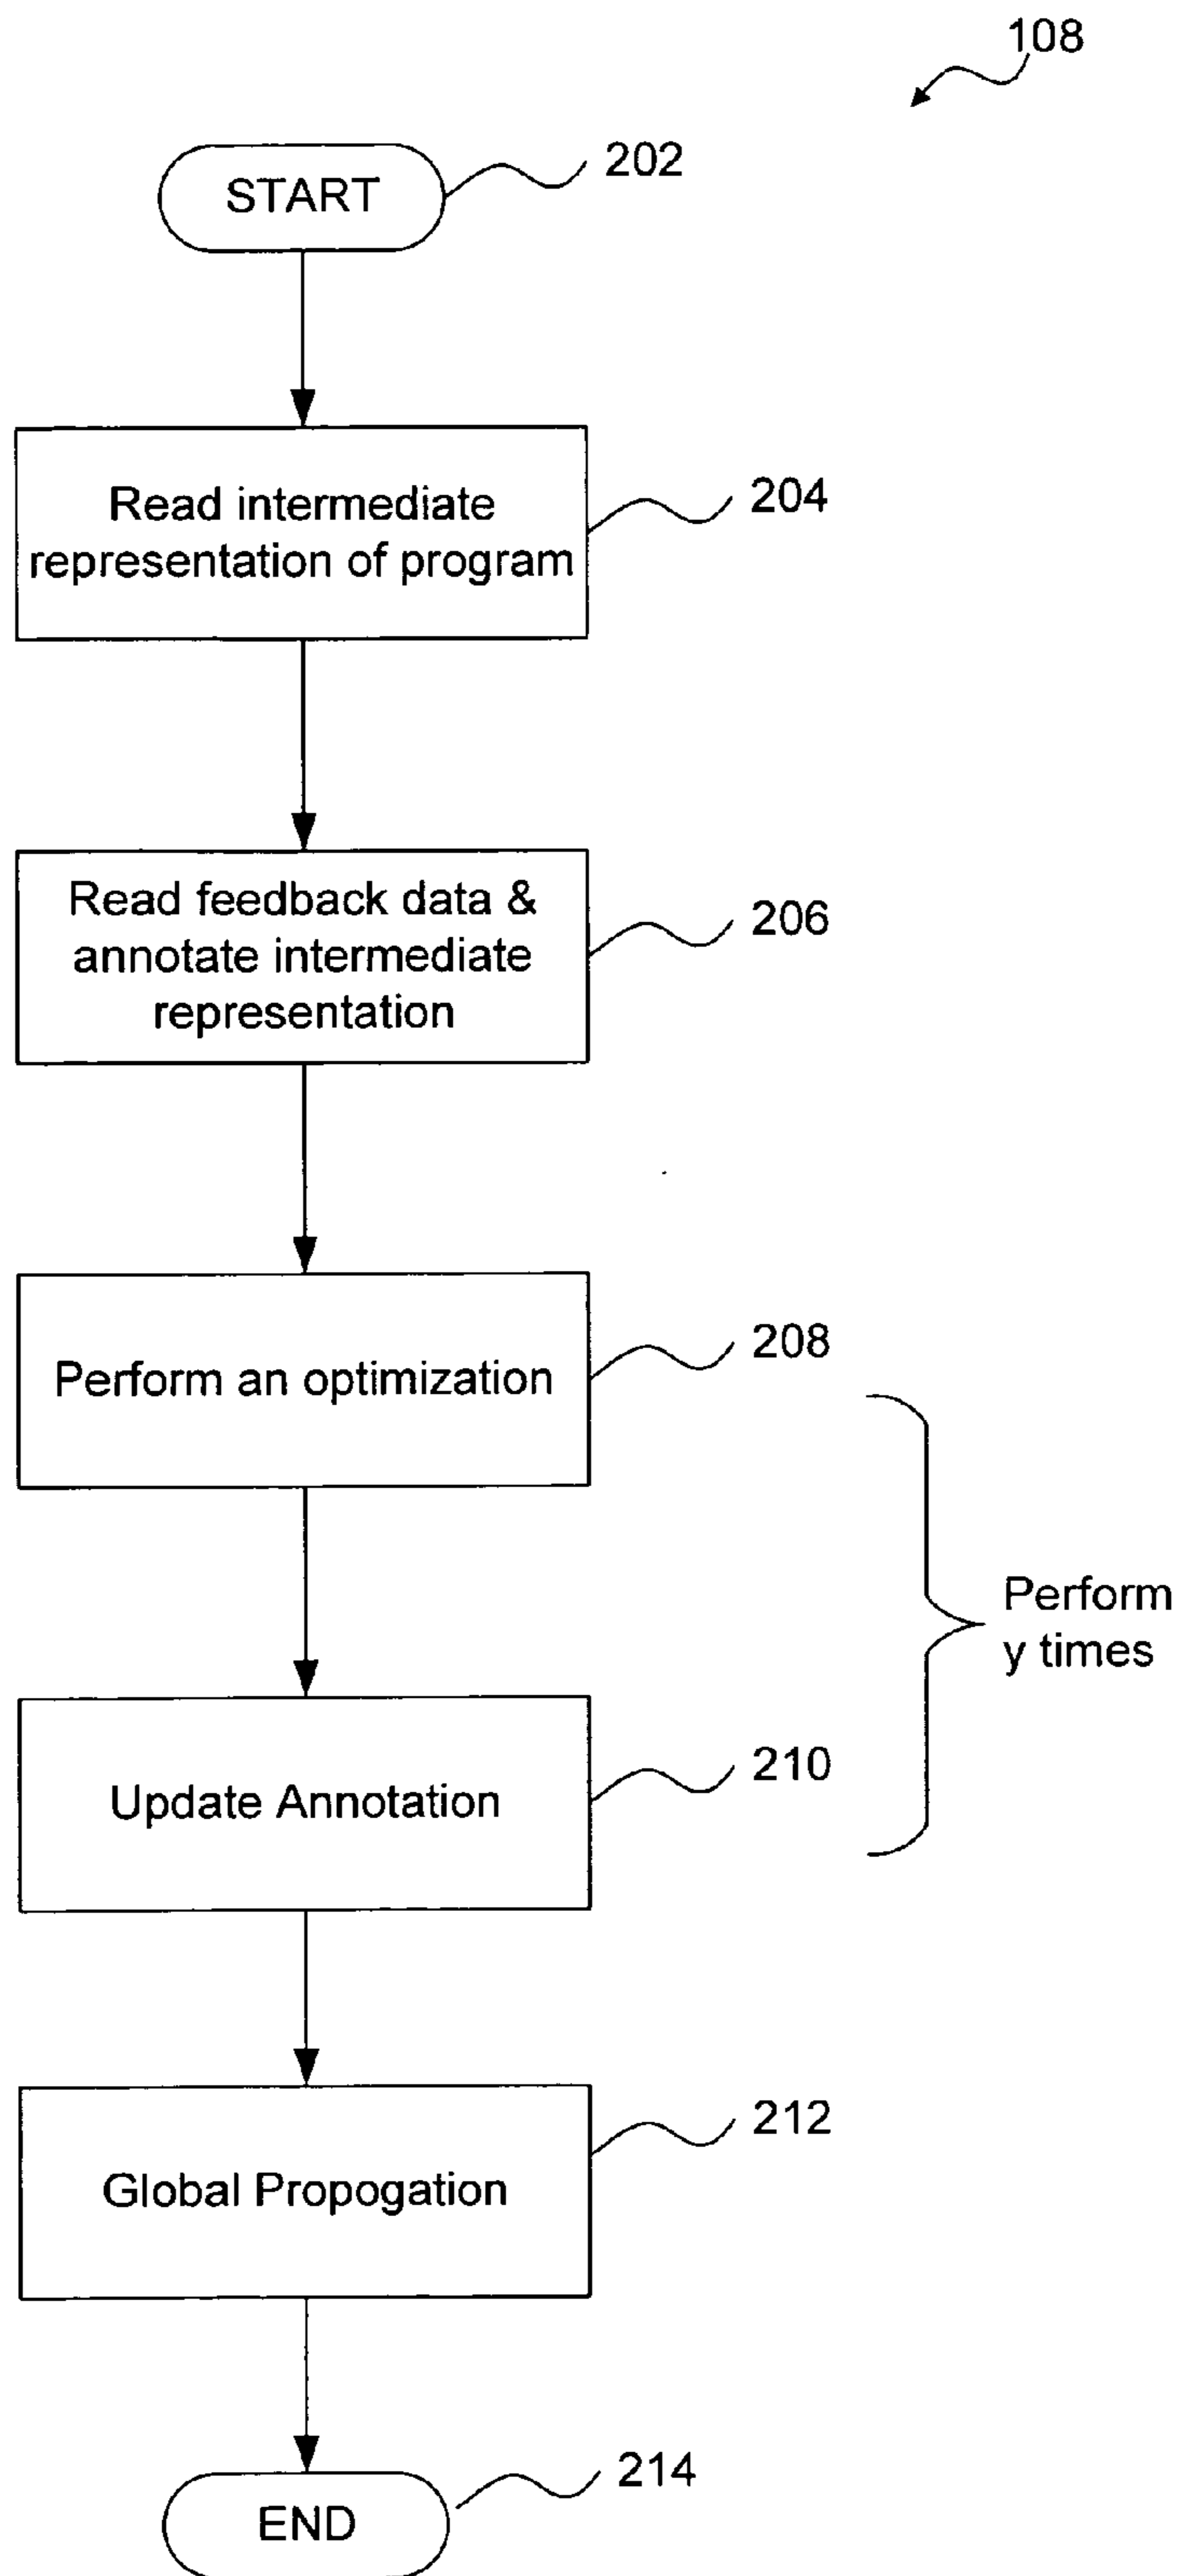 108
START
202
Read intermediate
representation of program
204
Read feedback data &
annotate intermediate
representation
206
Perform an optimization
208
Perform
y times
Update Annotation
210
Global Propogation
212
END
214